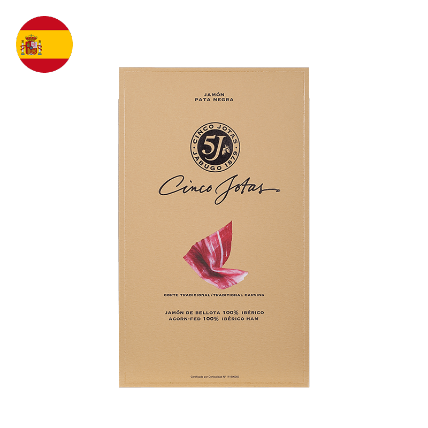 JAMÓN
PATA NEGRA
CINCO JOTAS
5J
JABUGO 1879
Cinco Jotas
CORTE TRADICIONAL/TRADITIONAL CARVING
JAMÓN DE BELLOTA 100% IBÉRICO
ACORN-FED 100% IBÉRICO HAM